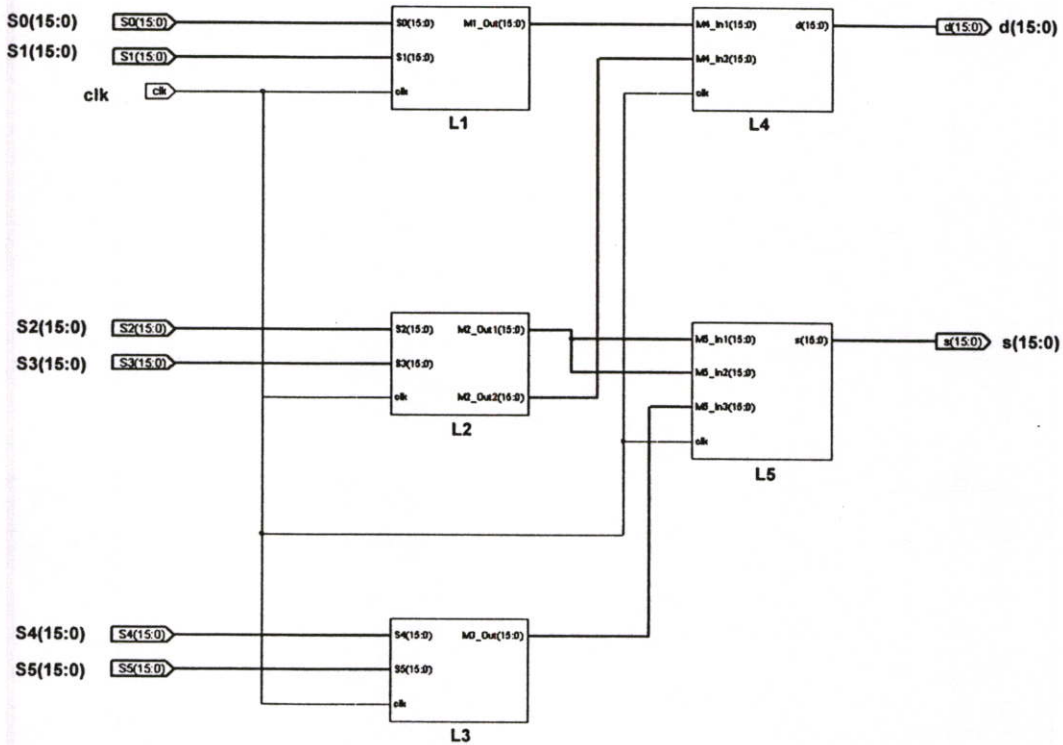 S0(15:0) S0(15:0) S0(15:0) M1_Out(15:0) M4_In1(15:0) d(15:0) d(15:0) d(15:0)
S1(15:0) S1(15:0) S1(15:0) M4_In2(15:0)
clk clk clk clk
L1 L4
S2(15:0) S2(15:0) S2(15:0) M2_Out1(15:0) M5_In1(15:0) s(15:0) s(15:0) s(15:0)
S3(15:0) S3(15:0) S3(15:0) M5_In2(15:0)
clk M2_Out2(15:0) M5_In3(15:0)
L2 clk
L5
S4(15:0) S4(15:0) S4(15:0) M3_Out(15:0)
S5(15:0) S5(15:0) S5(15:0)
clk
L3